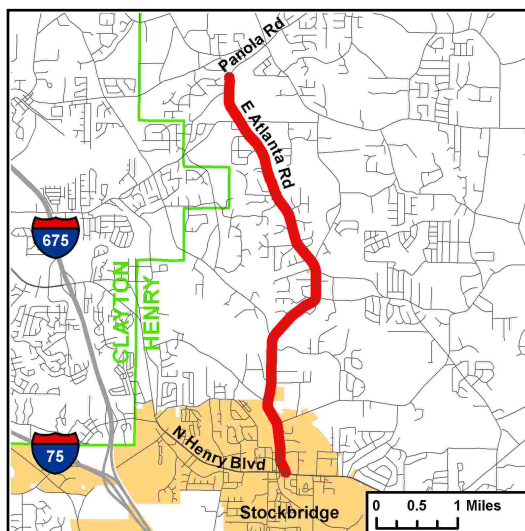 Panola Rd
E Atlanta Rd
675
CLAYTON
HENRY
75
N Henry Blvd
Stockbridge
0 0.5 1 Miles